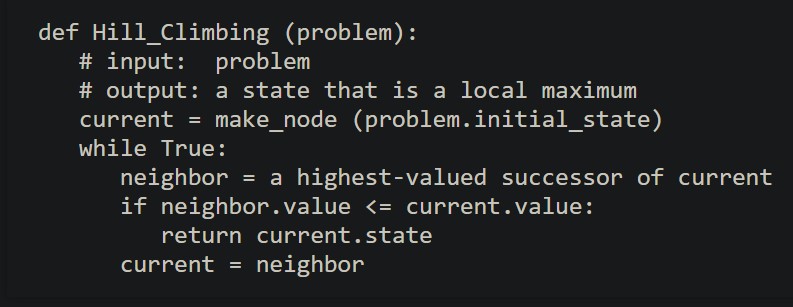 def Hill_Climbing (problem):
   # input:  problem
   # output: a state that is a local maximum
   current = make_node (problem.initial_state)
   while True:
      neighbor = a highest-valued successor of current
      if neighbor.value <= current.value:
         return current.state
      current = neighbor